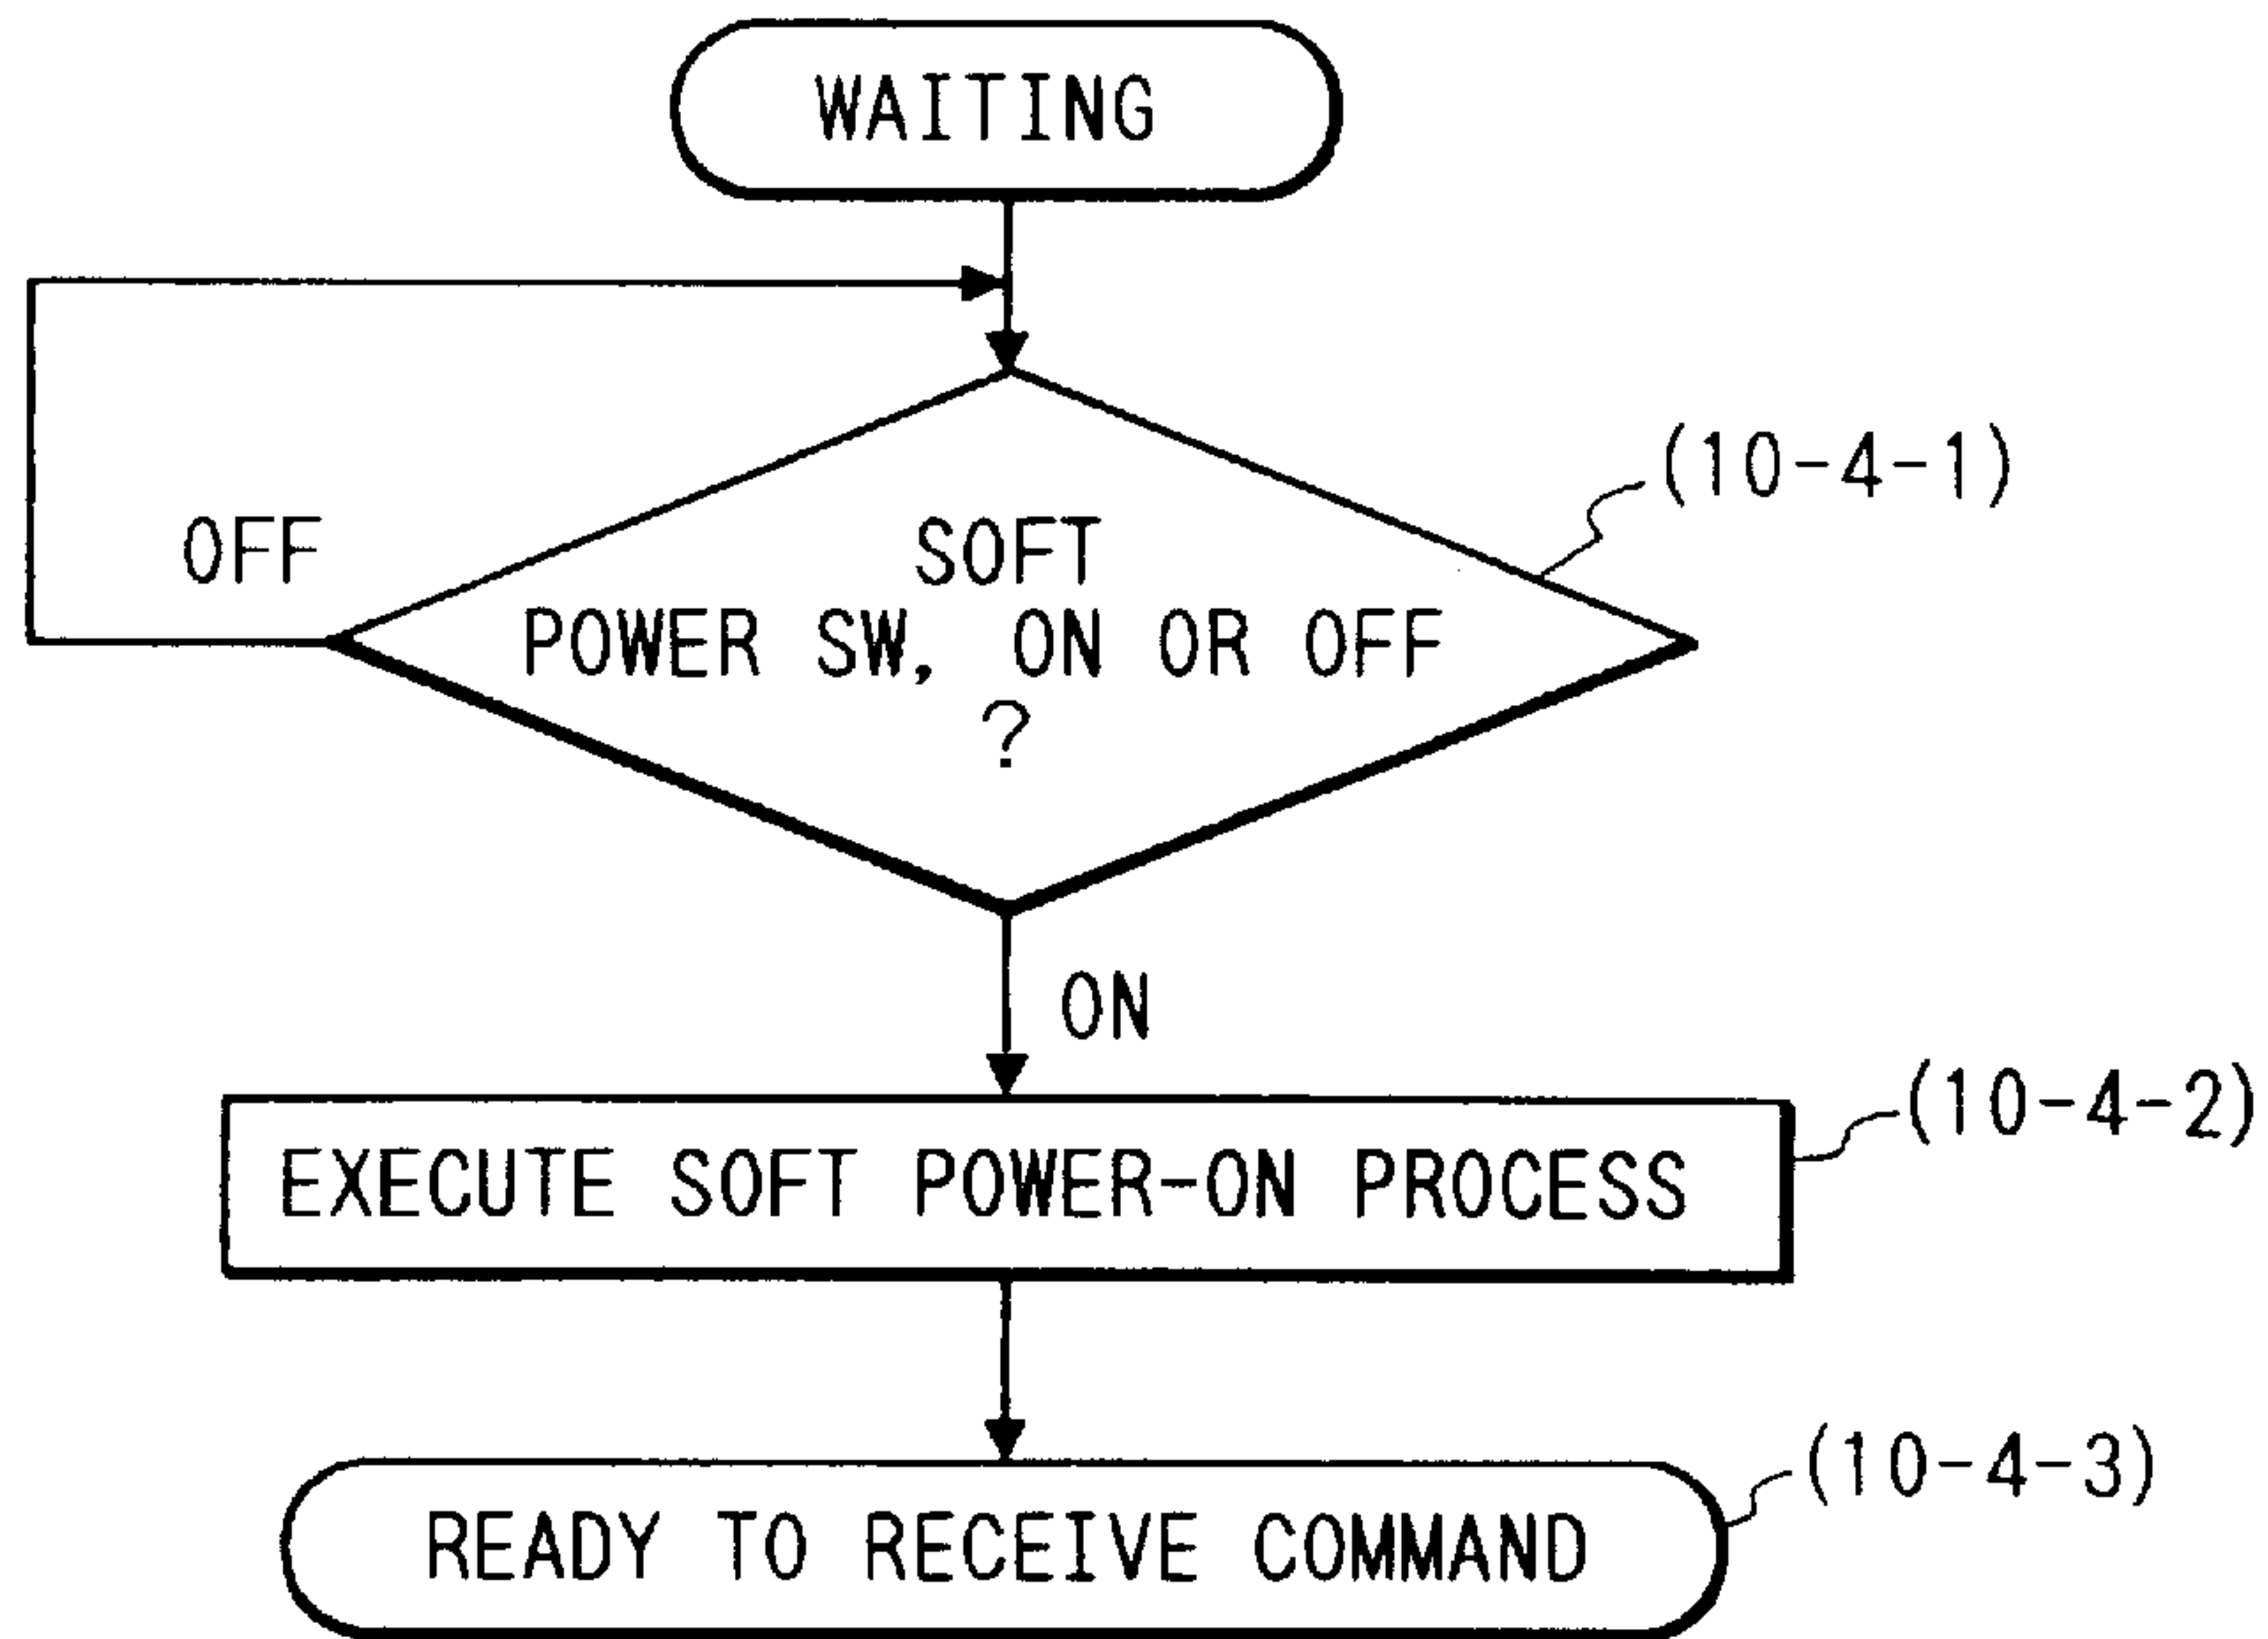 WAITING
(10-4-1)
OFF
SOFT
POWER SW, ON OR OFF
?
ON
(10-4-2)
EXECUTE SOFT POWER-ON PROCESS
(10-4-3)
READY TO RECEIVE COMMAND